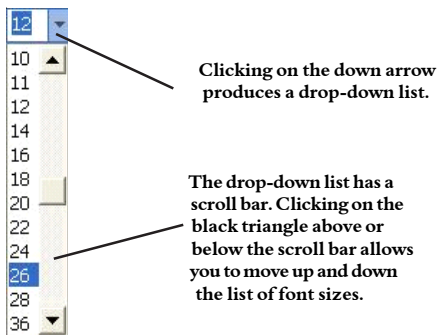 12
10
11
12
14
16
18
20
22
24
26
28
36
Clicking on the down arrow
produces a drop-down list.
The drop-down list has a
scroll bar. Clicking on the
black triangle above or
below the scroll bar allows
you to move up and down
the list of font sizes.